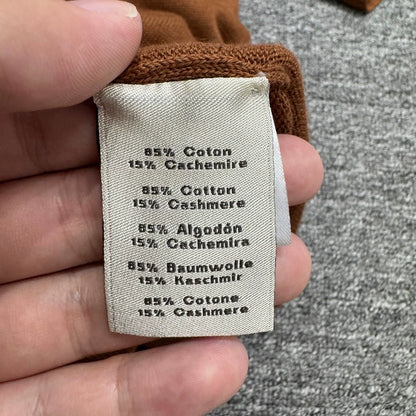 85% Coton
15% Cachemire
85% Cotton
15% Cashmere
85% Algodón
15% Cachemira
85% Baumwolle
15% Kaschmir
85% Cotone
15% Cashmere